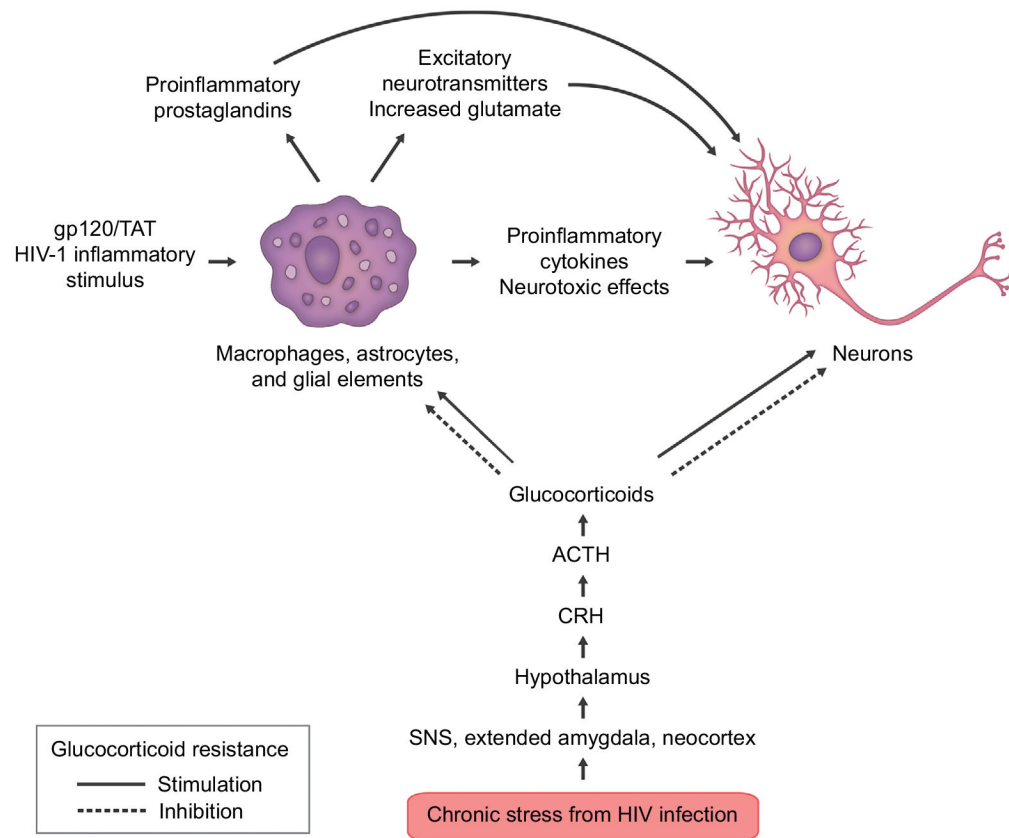 Proinflammatory
prostaglandins
Excitatory
neurotransmitters
Increased glutamate
gp120/TAT
HIV-1 inflammatory
stimulus
Proinflammatory
cytokines
Neurotoxic effects
Macrophages, astrocytes,
and glial elements
Neurons
Glucocorticoids
ACTH
CRH
Hypothalamus
SNS, extended amygdala, neocortex
Chronic stress from HIV infection
Glucocorticoid resistance
Stimulation
Inhibition